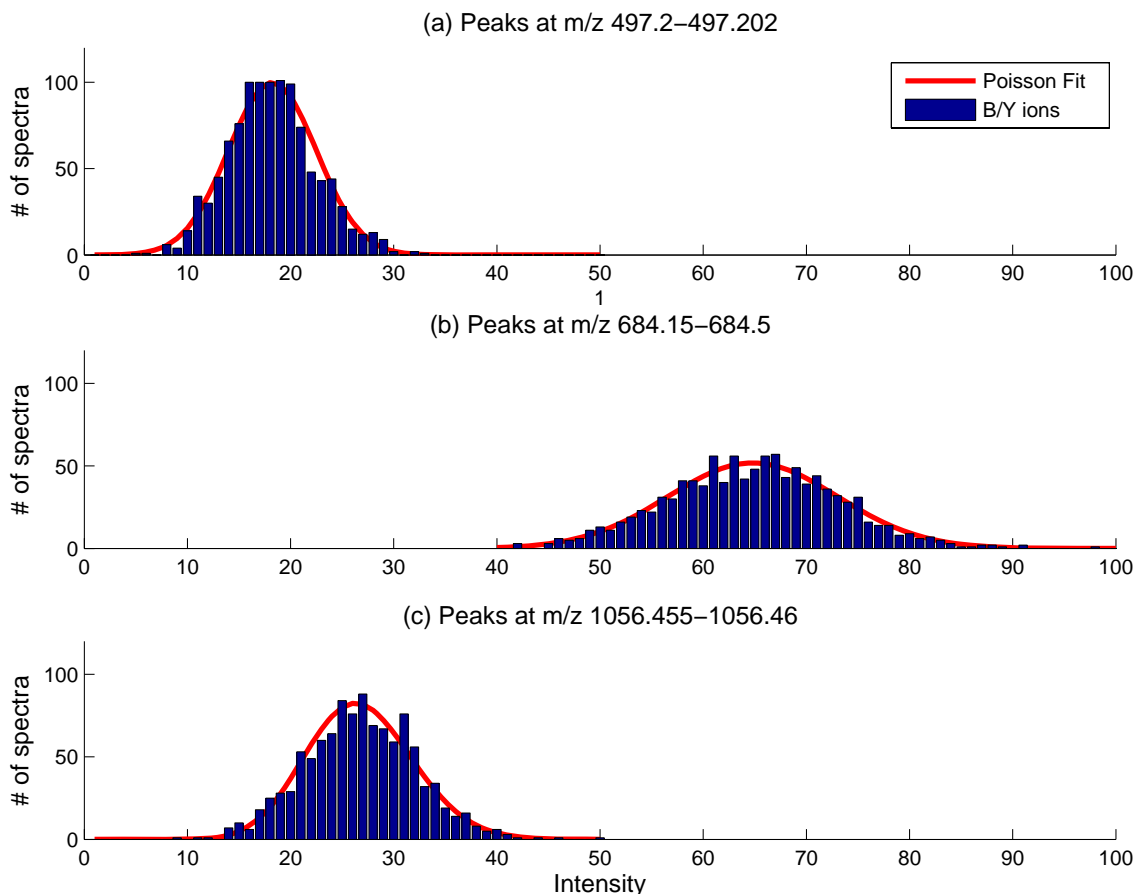 (a) Peaks at m/z 497.2−497.202
Poisson Fit
B/Y ions
# of spectra
100
50
0
0 10 20 30 40 50 60 70 80 90 100
1
(b) Peaks at m/z 684.15−684.5
# of spectra
100
50
0
0 10 20 30 40 50 60 70 80 90 100
(c) Peaks at m/z 1056.455−1056.46
# of spectra
100
50
0
0 10 20 30 40 50 60 70 80 90 100
Intensity